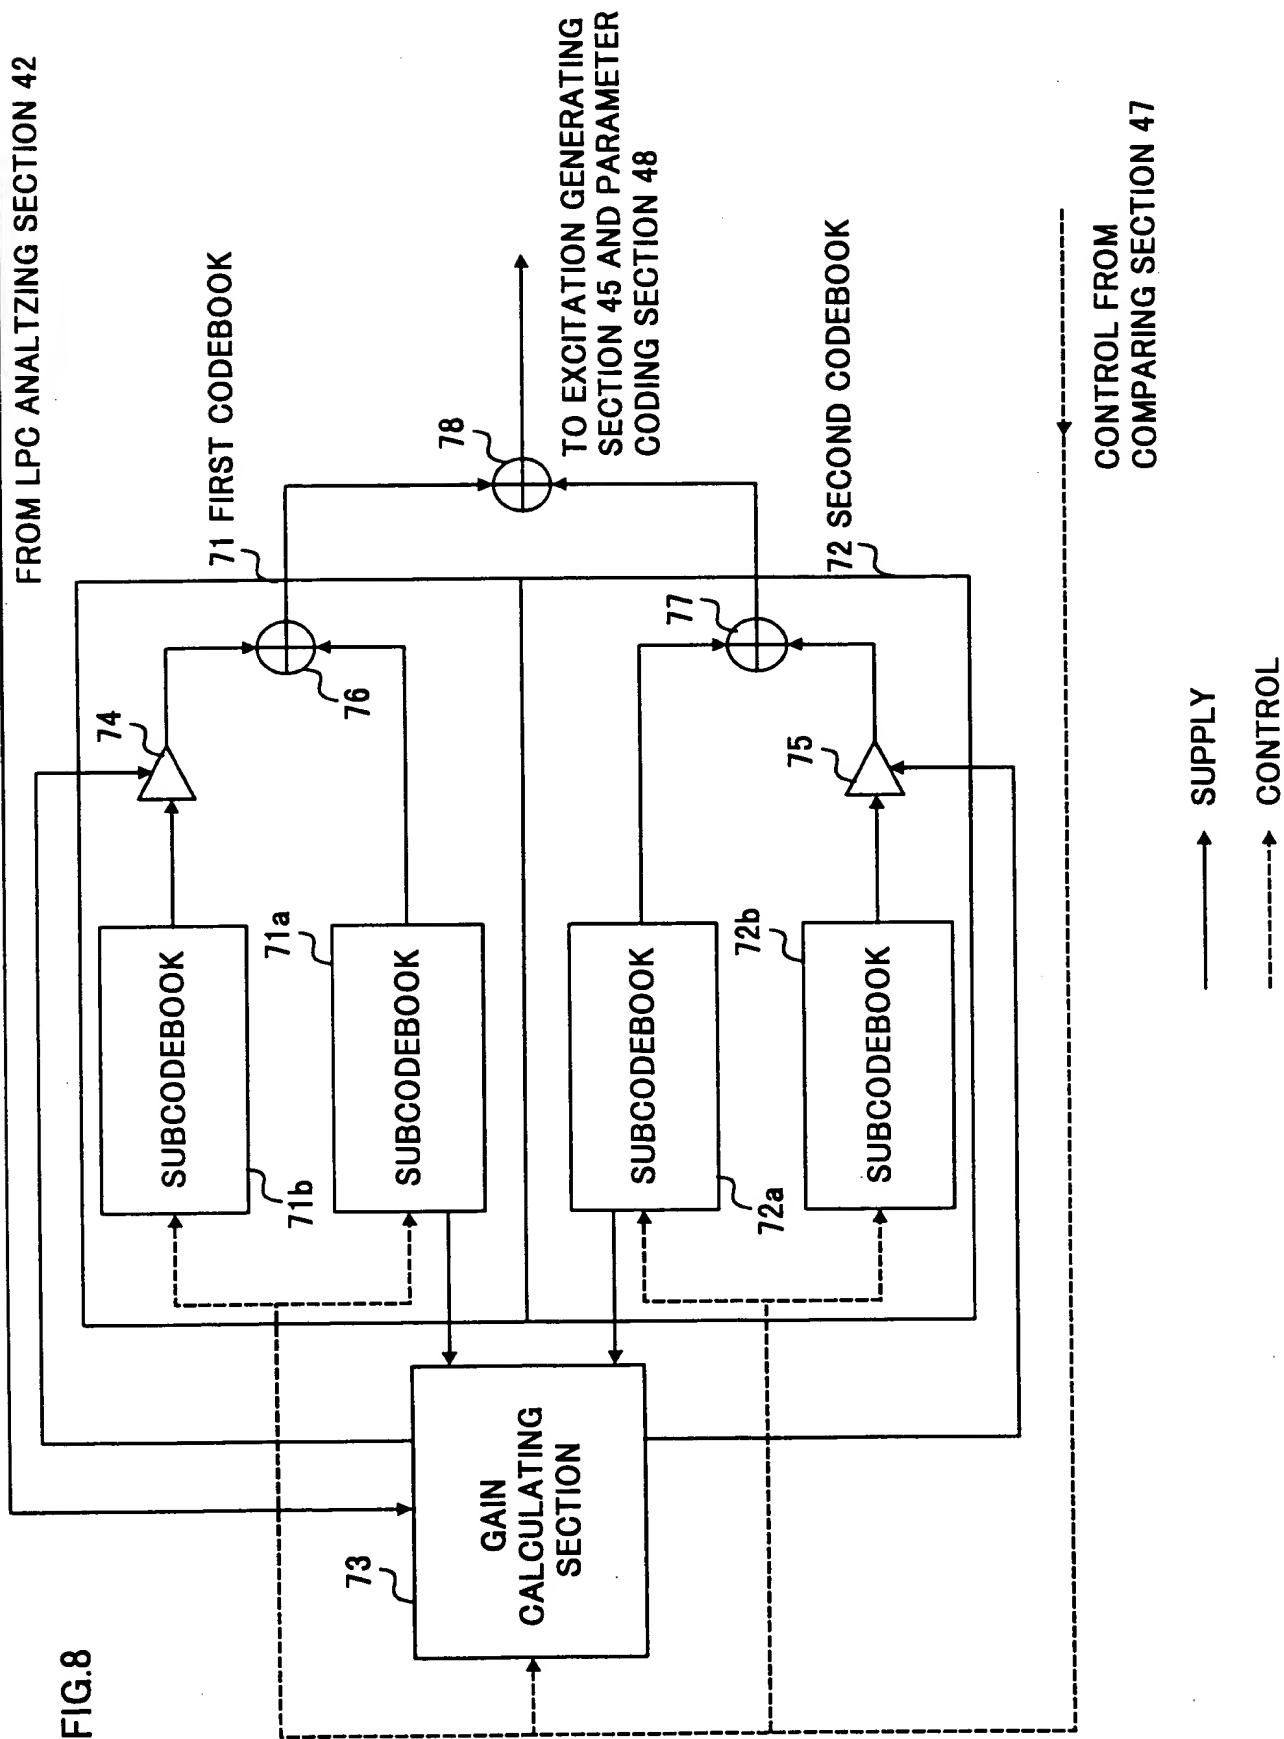 FIG.8
FROM LPC ANALTZING SECTION 42
73
GAIN
CALCULATING
SECTION
71b
SUBCODEBOOK
74
71a
SUBCODEBOOK
76
71 FIRST CODEBOOK
78
TO EXCITATION GENERATING
SECTION 45 AND PARAMETER
CODING SECTION 48
72a
SUBCODEBOOK
77
72b
SUBCODEBOOK
75
72 SECOND CODEBOOK
CONTROL FROM
COMPARING SECTION 47
SUPPLY
CONTROL